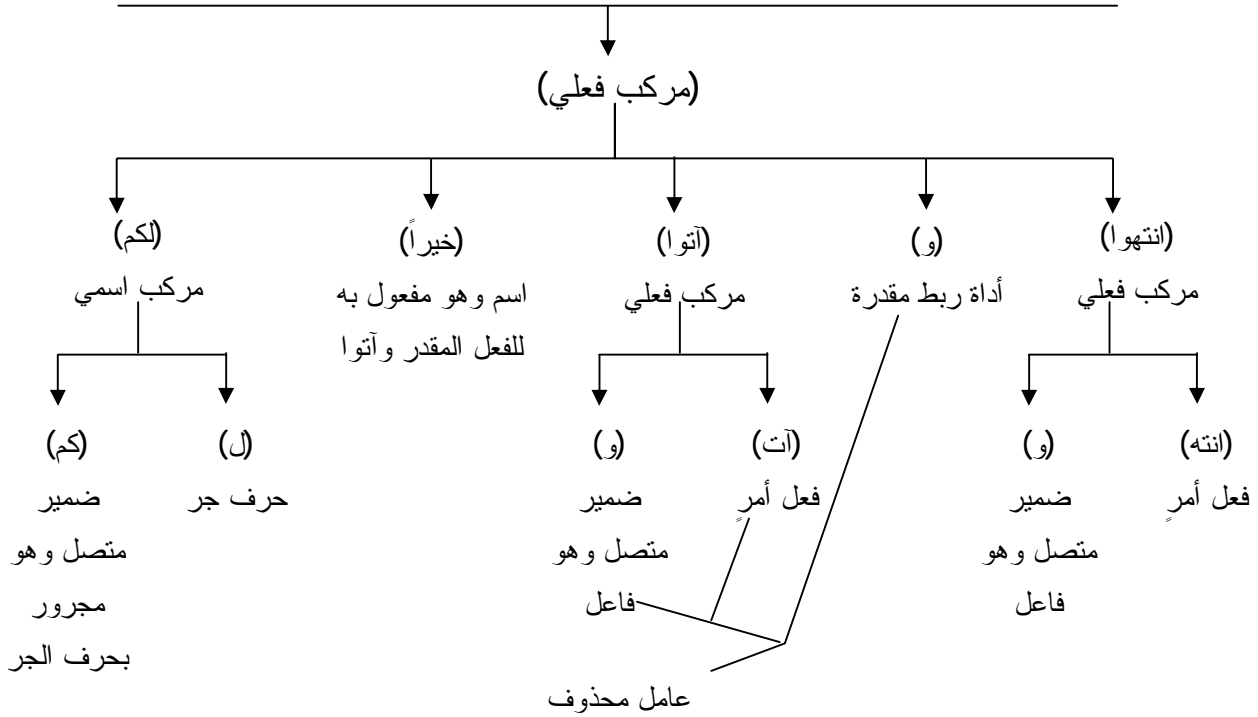 (مركب فعلي)
(انتهوا) (و) (آتوا) (خيراً) (لكم)
مركب فعلي أداة ربط مقدرة مركب فعلي اسم وهو مفعول به مركب اسمي
للفعل المقدر وآتوا
(انته) (و) (آت) (و) (ل) (كم)
فعل أمرٍ ضمير فعل أمرٍ ضمير حرف جر ضمير
متصل وهو متصل وهو متصل وهو
فاعل فاعل مجرور
بحرف الجر
عامل محذوف